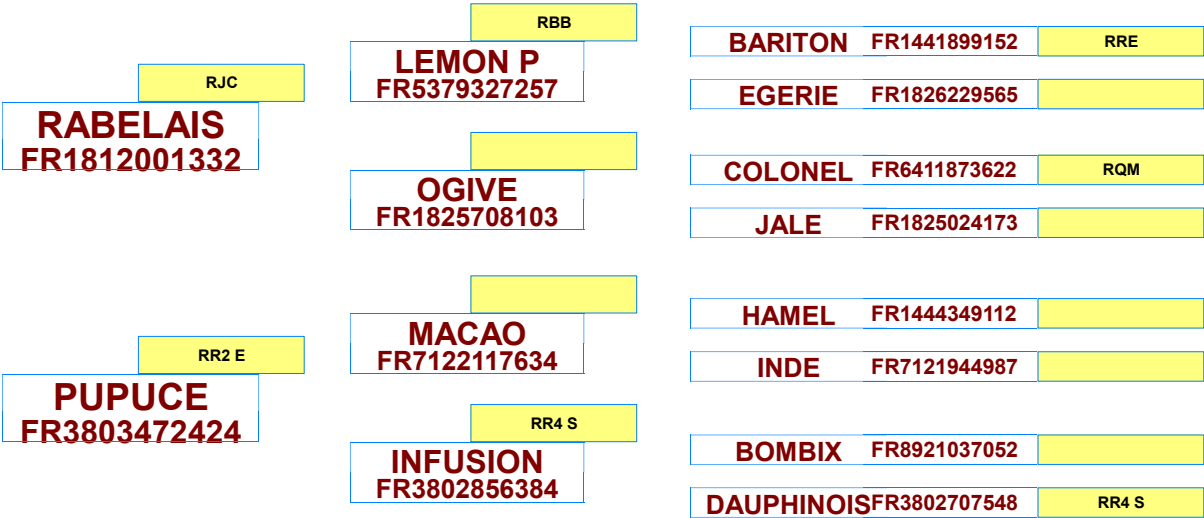 RJC
RABELAIS
FR1812001332
RR2 E
PUPUCE
FR3803472424
RBB
LEMON P
FR5379327257
OGIVE
FR1825708103
MACAO
FR7122117634
RR4 S
INFUSION
FR3802856384
BARITON FR1441899152 RRE
EGERIE FR1826229565
COLONEL FR6411873622 RQM
JALE FR1825024173
HAMEL FR1444349112
INDE FR7121944987
BOMBIX FR8921037052
DAUPHINOIS FR3802707548 RR4 S